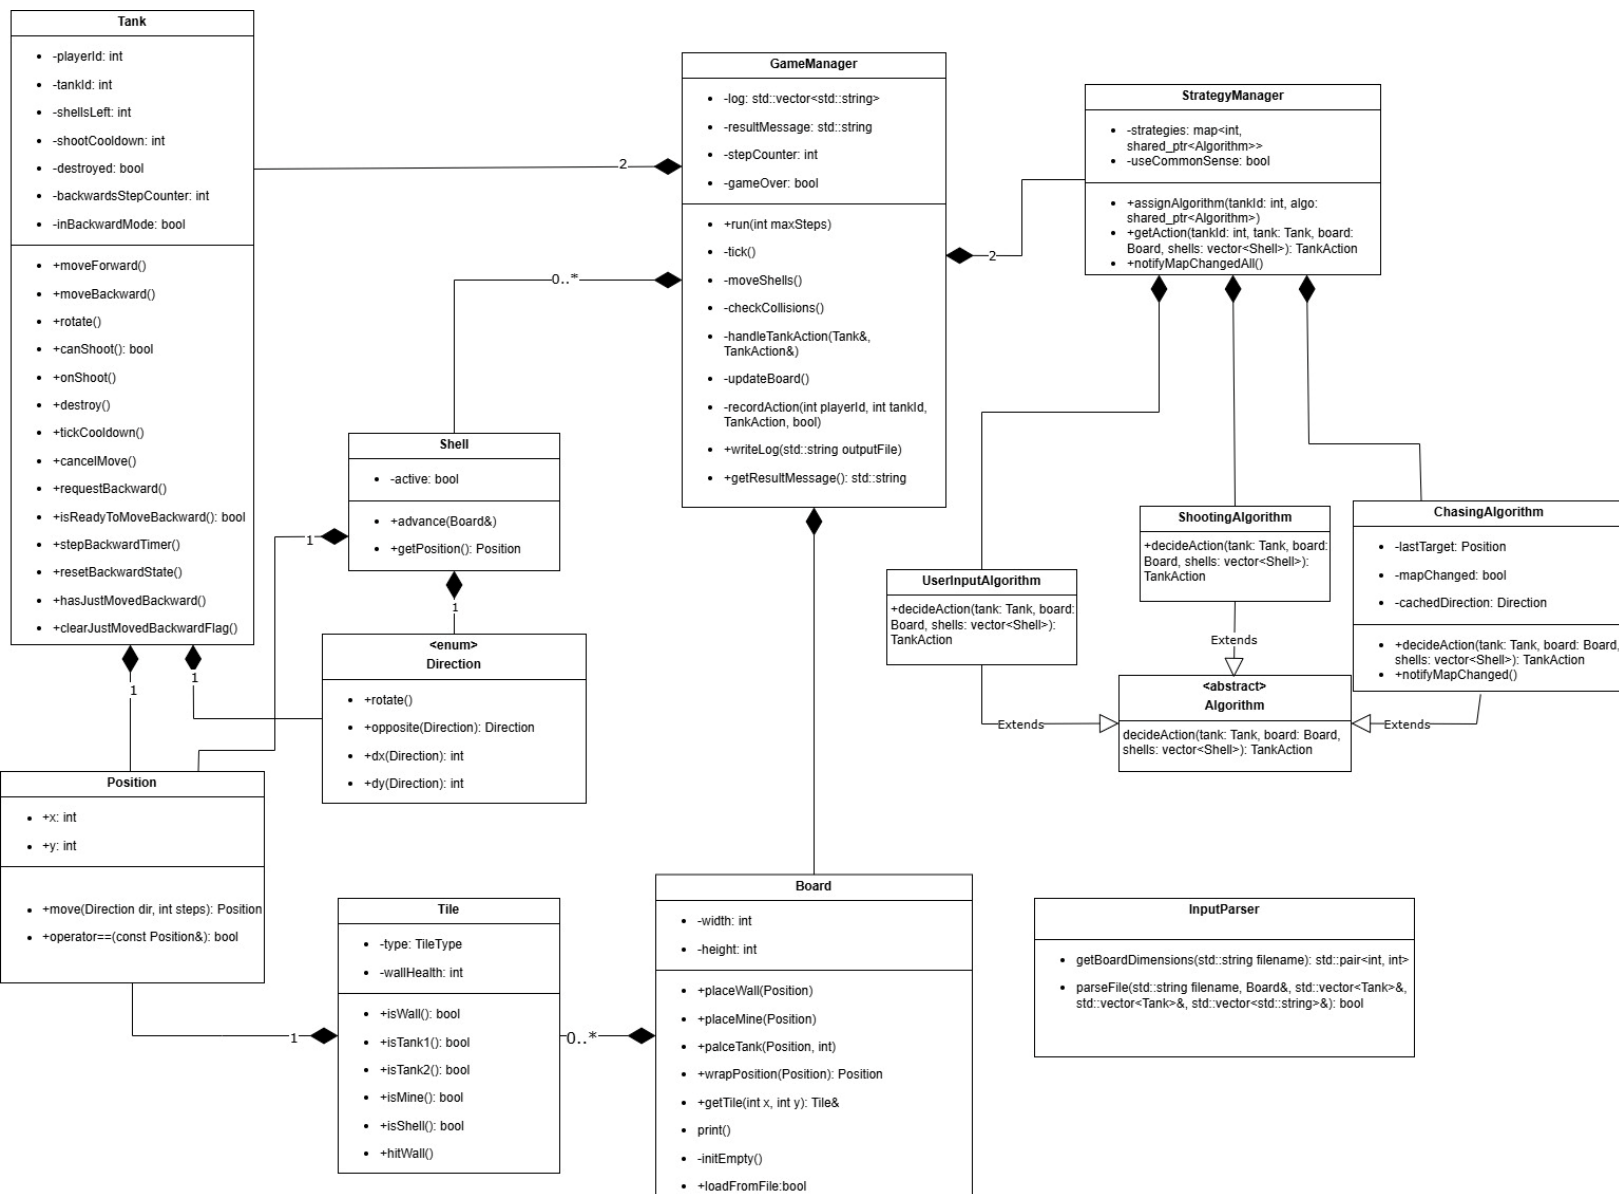 Tank
-playerId: int
-tankId: int
-shellsLeft: int
-shootCooldown: int
-destroyed: bool
-backwardsStepCounter: int
-inBackwardMode: bool
+moveForward()
+moveBackward()
+rotate()
+canShoot(): bool
+onShoot()
+destroy()
+tickCooldown()
+cancelMove()
+requestBackward()
+isReadyToMoveBackward(): bool
+stepBackwardTimer()
+resetBackwardState()
+hasJustMovedBackward()
+clearJustMovedBackwardFlag()
2
0..*
GameManager
-log: std::vector<std::string>
-resultMessage: std::string
-stepCounter: int
-gameOver: bool
+run(int maxSteps)
-tick()
-moveShells()
-checkCollisions()
-handleTankAction(Tank&,
TankAction&)
-updateBoard()
-recordAction(int playerId, int tankId,
TankAction, bool)
+writeLog(std::string outputFile)
+getResultMessage(): std::string
2
StrategyManager
-strategies: map<int,
shared_ptr<Algorithm>>
-useCommonSense: bool
+assignAlgorithm(tankId: int, algo:
shared_ptr<Algorithm>)
+getAction(tankId: int, tank: Tank, board:
Board, shells: vector<Shell>): TankAction
+notifyMapChangedAll()
Shell
-active: bool
+advance(Board&)
+getPosition(): Position
1
1
<enum>
Direction
+rotate()
+opposite(Direction): Direction
+dx(Direction): int
+dy(Direction): int
1
1
UserInputAlgorithm
+decideAction(tank: Tank, board:
Board, shells: vector<Shell>):
TankAction
ShootingAlgorithm
+decideAction(tank: Tank, board:
Board, shells: vector<Shell>):
TankAction
ChasingAlgorithm
-lastTarget: Position
-mapChanged: bool
-cachedDirection: Direction
+decideAction(tank: Tank, board: Board,
shells: vector<Shell>): TankAction
+notifyMapChanged()
Extends
Extends
Extends
<abstract>
Algorithm
decideAction(tank: Tank, board: Board,
shells: vector<Shell>): TankAction
Position
+x: int
+y: int
+move(Direction dir, int steps): Position
+operator==(const Position&): bool
1
Tile
-type: TileType
-wallHealth: int
+isWall(): bool
+isTank1(): bool
+isTank2(): bool
+isMine(): bool
+isShell(): bool
+hitWall()
0..*
Board
-width: int
-height: int
+placeWall(Position)
+placeMine(Position)
+palceTank(Position, int)
+wrapPosition(Position): Position
+getTile(int x, int y): Tile&
print()
-initEmpty()
+loadFromFile:bool
InputParser
getBoardDimensions(std::string filename): std::pair<int, int>
parseFile(std::string filename, Board&, std::vector<Tank>&,
std::vector<Tank>&, std::vector<std::string>&): bool